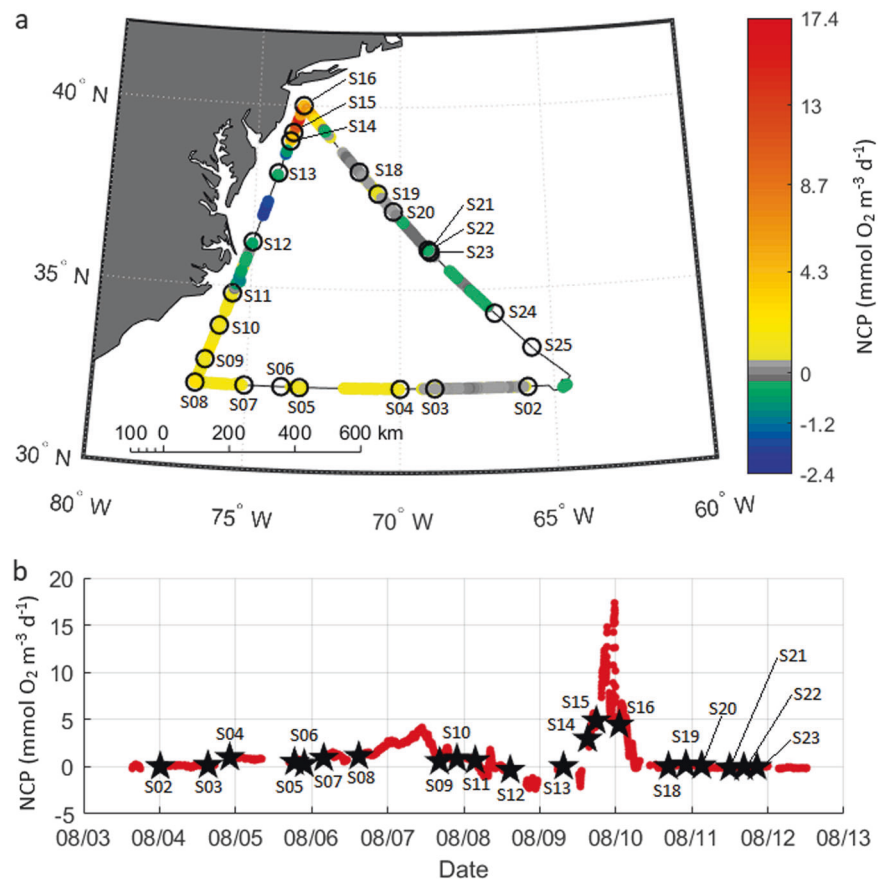 a
40° N
35° N
30° N
80° W
75° W
70° W
65° W
60° W
S16
S15
S14
S13
S12
S11
S10
S09
S08
S07
S06
S05
S04
S03
S02
S18
S19
S20
S21
S22
S23
S24
S25
100 0 200 400 600 km
17.4
13
8.7
4.3
0
-1.2
-2.4
NCP (mmol O₂ m⁻³ d⁻¹)
b
NCP (mmol O₂ m⁻³ d⁻¹)
20
15
10
5
0
-5
S02
S03
S04
S05
S06
S07
S08
S09
S10
S11
S12
S13
S14
S15
S16
S18
S19
S20
S21
S22
S23
08/03 08/04 08/05 08/06 08/07 08/08 08/09 08/10 08/11 08/12 08/13
Date